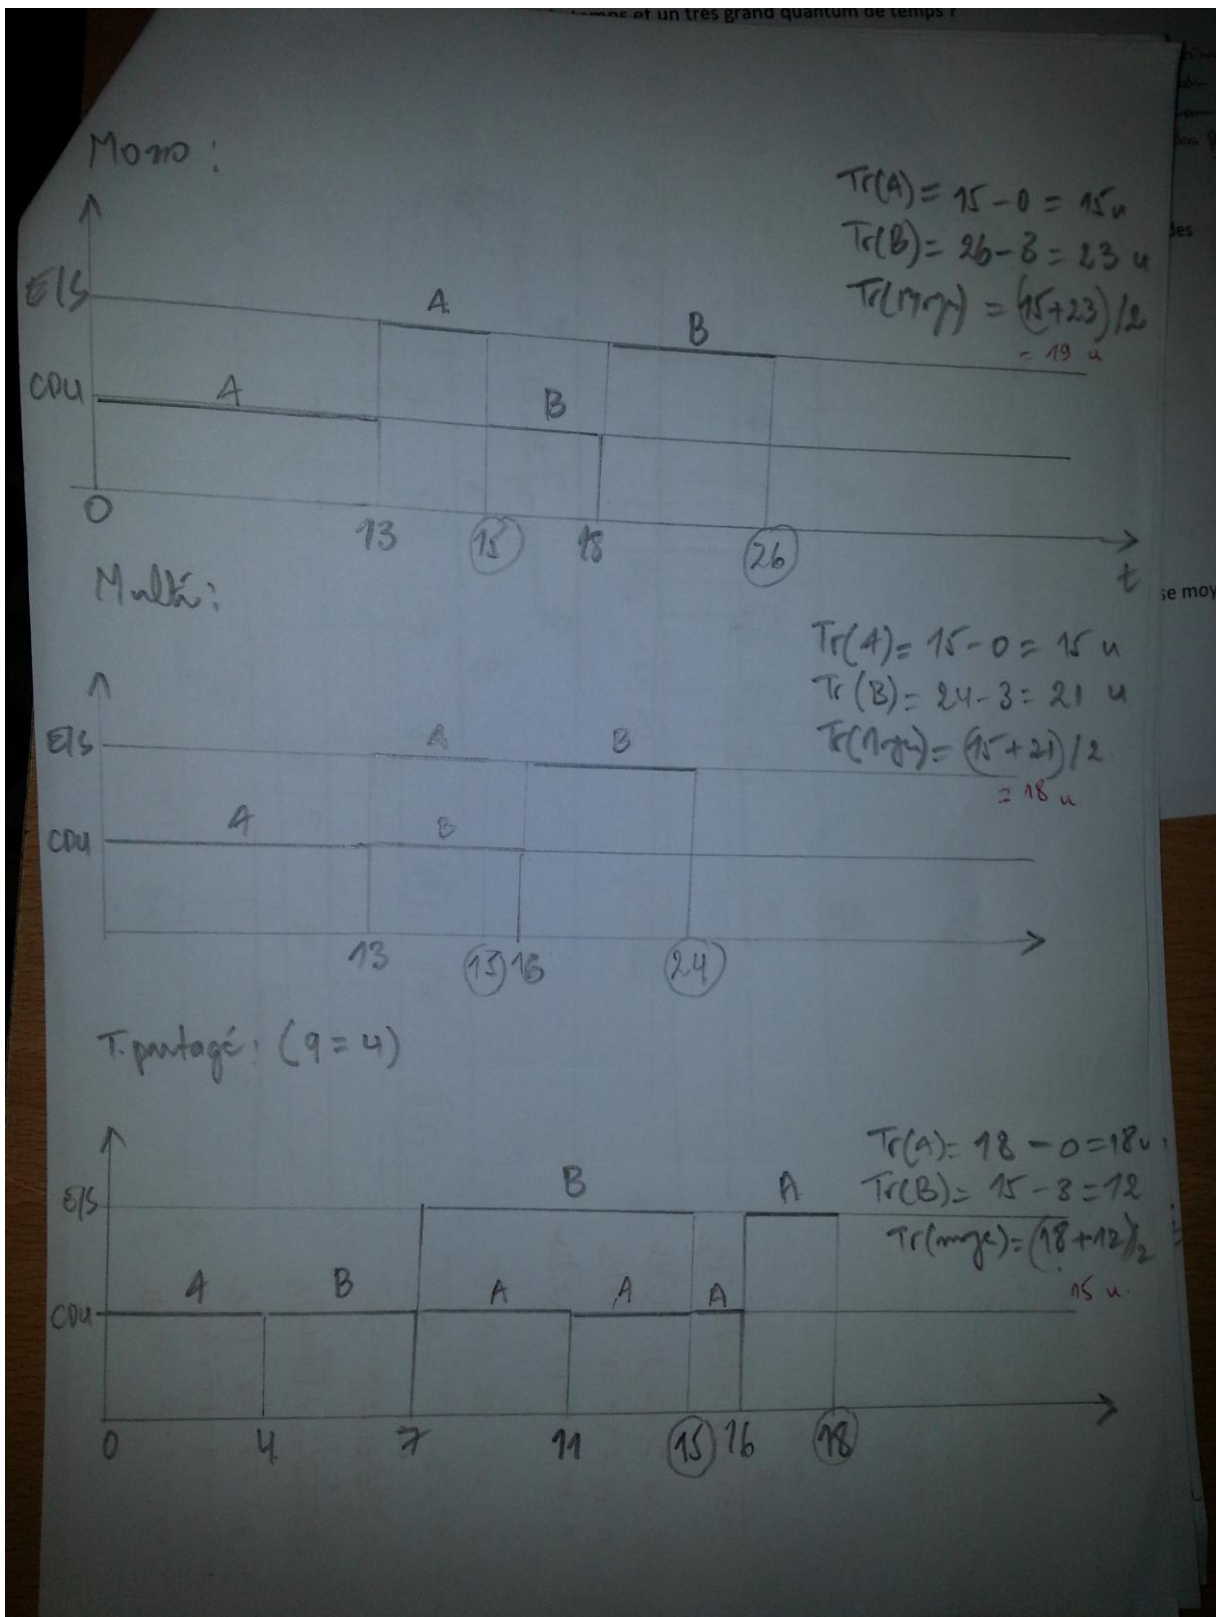 temps et un très grand quantum de temps ?
Mono :
Tr(A) = 15 - 0 = 15 u
Tr(B) = 26 - 3 = 23 u
Tr(moy) = (15+23)/2
= 19 u
des
E/S
A
B
CPU
A
B
0
13
15
18
26
t
Multi :
se moy
Tr(A) = 15 - 0 = 15 u
Tr(B) = 24 - 3 = 21 u
Tr(moy) = (15+21)/2
= 18 u
E/S
A
B
CPU
A
B
13
15
16
24
T. partagé : (q = 4)
Tr(A) = 18 - 0 = 18 u
Tr(B) = 15 - 3 = 12
Tr(moy) = (18+12)/2
15 u
E/S
B
A
CPU
A
B
A
A
A
0
4
7
11
15
16
18